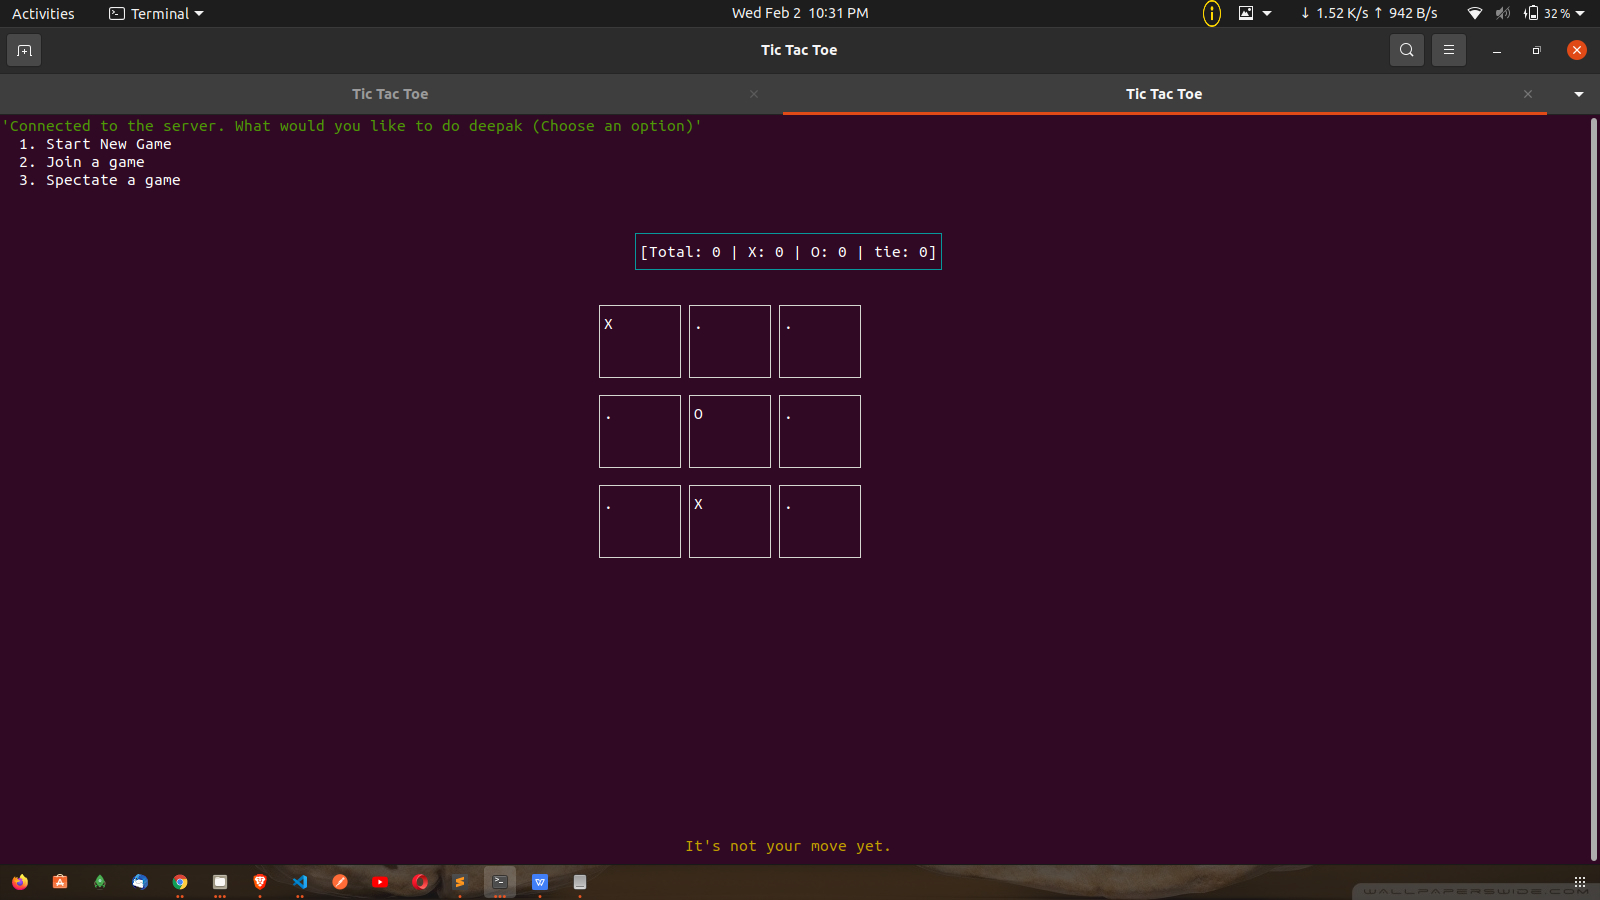 Activities Terminal Wed Feb 2 10:31 PM ↓ 1.52 K/s ↑ 942 B/s 32 %
Tic Tac Toe
Tic Tac Toe Tic Tac Toe
'Connected to the server. What would you like to do deepak (Choose an option)'
1. Start New Game
2. Join a game
3. Spectate a game
[Total: 0 | X: 0 | O: 0 | tie: 0]
X . .
. O .
. X .
It's not your move yet.
WALLPAPERSWIDE.COM